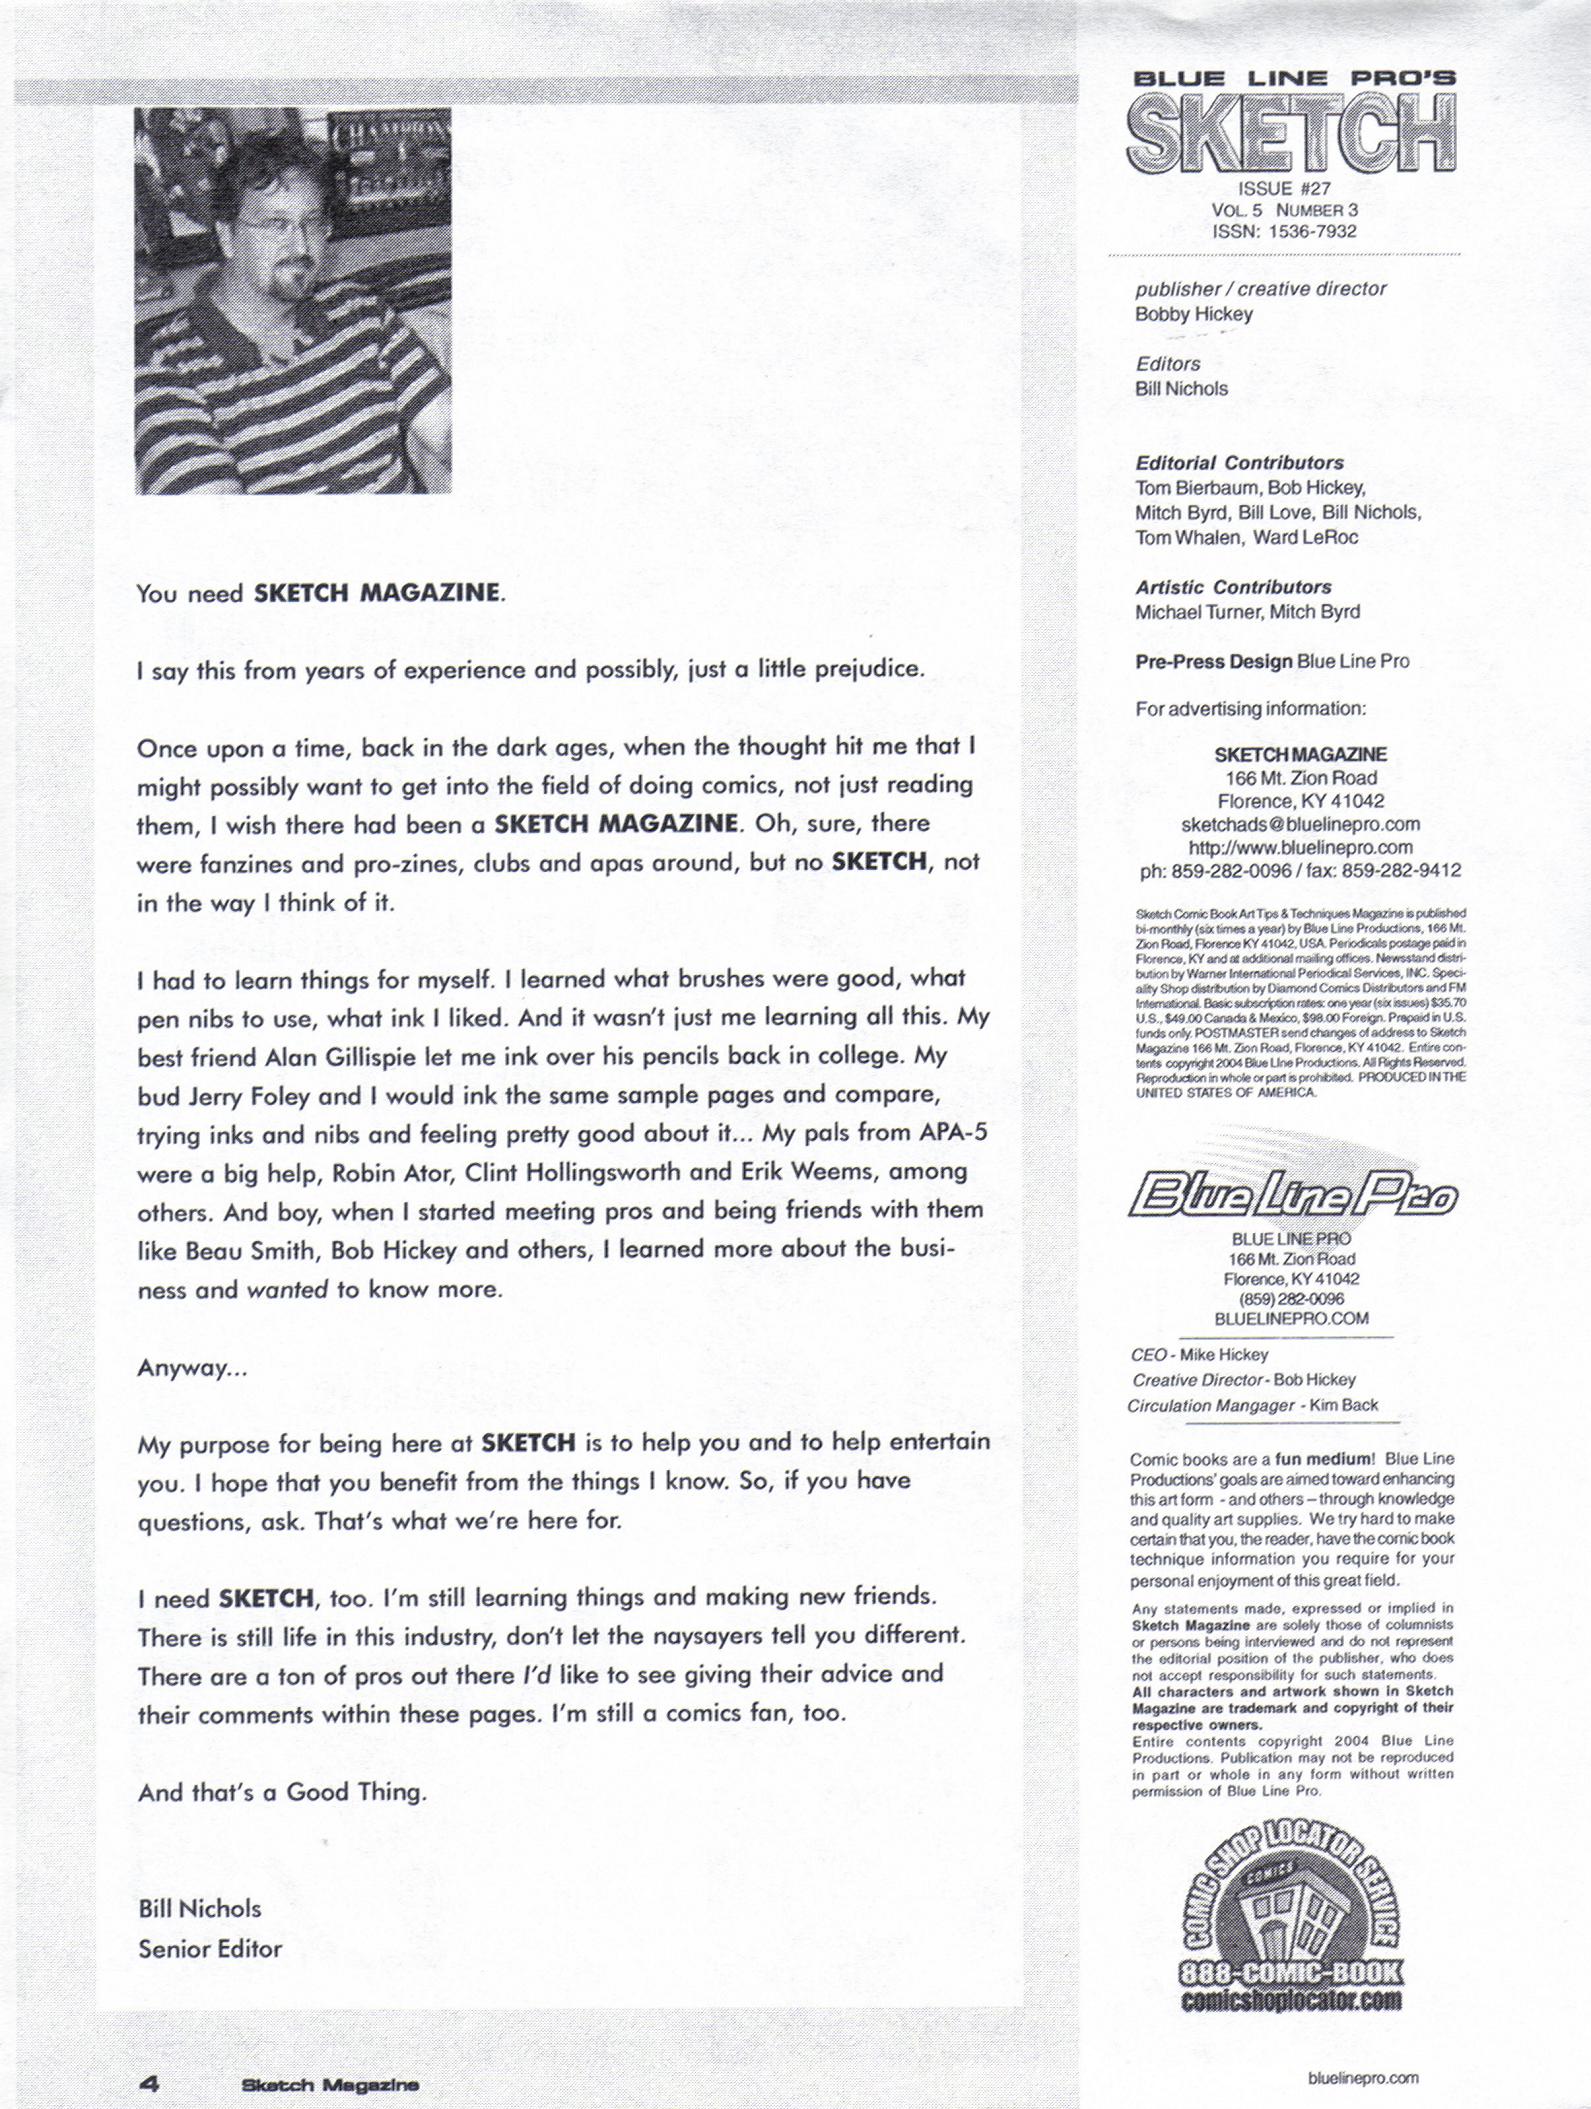 You need SKETCH MAGAZINE.
I say this from years of experience and possibly, just a little prejudice.
Once upon a time, back in the dark ages, when the thought hit me that I
might possibly want to get into the field of doing comics, not just reading
them, I wish there had been a SKETCH MAGAZINE. Oh, sure, there
were fanzines and pro-zines, clubs and apas around, but no SKETCH, not
in the way I think of it.
I had to learn things for myself. I learned what brushes were good, what
pen nibs to use, what ink I liked. And it wasn't just me learning all this. My
best friend Alan Gillispie let me ink over his pencils back in college. My
bud Jerry Foley and I would ink the same sample pages and compare,
trying inks and nibs and feeling pretty good about it... My pals from APA-5
were a big help, Robin Ator, Clint Hollingsworth and Erik Weems, among
others. And boy, when I started meeting pros and being friends with them
like Beau Smith, Bob Hickey and others, I learned more about the busi-
ness and wanted to know more.
Anyway...
My purpose for being here at SKETCH is to help you and to help entertain
you. I hope that you benefit from the things I know. So, if you have
questions, ask. That's what we're here for.
I need SKETCH, too. I'm still learning things and making new friends.
There is still life in this industry, don't let the naysayers tell you different.
There are a ton of pros out there I'd like to see giving their advice and
their comments within these pages. I'm still a comics fan, too.
And that's a Good Thing.
Bill Nichols
Senior Editor
4 Sketch Magazine
BLUE LINE PRO'S
SKETCH
ISSUE #27
VOL. 5 NUMBER 3
ISSN: 1536-7932
publisher / creative director
Bobby Hickey
Editors
Bill Nichols
Editorial Contributors
Tom Bierbaum, Bob Hickey,
Mitch Byrd, Bill Love, Bill Nichols,
Tom Whalen, Ward LeRoc
Artistic Contributors
Michael Turner, Mitch Byrd
Pre-Press Design Blue Line Pro
For advertising information:
SKETCH MAGAZINE
166 Mt. Zion Road
Florence, KY 41042
sketchads@bluelinepro.com
http://www.bluelinepro.com
ph: 859-282-0096 / fax: 859-282-9412
Sketch Comic Book Art Tips & Techniques Magazine is published
bi-monthly (six times a year) by Blue Line Productions, 166 Mt.
Zion Road, Florence KY 41042, USA. Periodicals postage paid in
Florence, KY and at additional mailing offices. Newsstand distri-
bution by Warner International Periodical Services, INC. Speci-
ality Shop distribution by Diamond Comics Distributors and FM
International. Basic subscription rates: one year (six issues) $35.70
U.S., $49.00 Canada & Mexico, $98.00 Foreign. Prepaid in U.S.
funds only. POSTMASTER send changes of address to Sketch
Magazine 166 Mt. Zion Road, Florence, KY 41042. Entire con-
tents copyright 2004 Blue Line Productions. All Rights Reserved.
Reproduction in whole or part is prohibited. PRODUCED IN THE
UNITED STATES OF AMERICA.
Blue Line Pro
BLUE LINE PRO
166 Mt. Zion Road
Florence, KY 41042
(859) 282-0096
BLUELINEPRO.COM
CEO - Mike Hickey
Creative Director - Bob Hickey
Circulation Mangager - Kim Back
Comic books are a fun medium! Blue Line
Productions' goals are aimed toward enhancing
this art form - and others – through knowledge
and quality art supplies. We try hard to make
certain that you, the reader, have the comic book
technique information you require for your
personal enjoyment of this great field.
Any statements made, expressed or implied in
Sketch Magazine are solely those of columnists
or persons being interviewed and do not represent
the editorial position of the publisher, who does
not accept responsibility for such statements.
All characters and artwork shown in Sketch
Magazine are trademark and copyright of their
respective owners.
Entire contents copyright 2004 Blue Line
Productions. Publication may not be reproduced
in part or whole in any form without written
permission of Blue Line Pro.
COMIC SHOP LOCATOR SERVICE
COMICS
888-COMIC-BOOK
comicshoplocator.com
bluelinepro.com